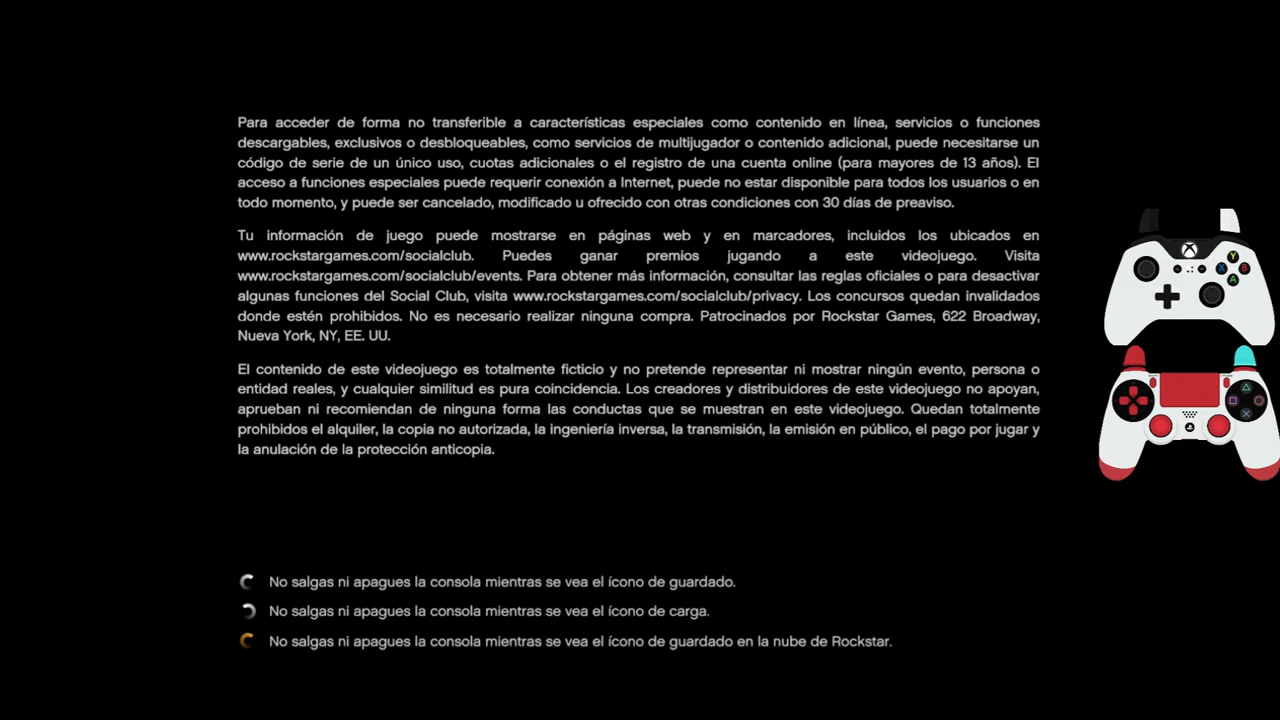 Para acceder de forma no transferible a características especiales como contenido en línea, servicios o funciones
descargables, exclusivos o desbloqueables, como servicios de multijugador o contenido adicional, puede necesitarse un
código de serie de un único uso, cuotas adicionales o el registro de una cuenta online (para mayores de 13 años). El
acceso a funciones especiales puede requerir conexión a Internet, puede no estar disponible para todos los usuarios o en
todo momento, y puede ser cancelado, modificado u ofrecido con otras condiciones con 30 días de preaviso.
Tu información de juego puede mostrarse en páginas web y en marcadores, incluidos los ubicados en
www.rockstargames.com/socialclub. Puedes ganar premios jugando a este videojuego. Visita
www.rockstargames.com/socialclub/events. Para obtener más información, consultar las reglas oficiales o para desactivar
algunas funciones del Social Club, visita www.rockstargames.com/socialclub/privacy. Los concursos quedan invalidados
donde estén prohibidos. No es necesario realizar ninguna compra. Patrocinados por Rockstar Games, 622 Broadway,
Nueva York, NY, EE. UU.
El contenido de este videojuego es totalmente ficticio y no pretende representar ni mostrar ningún evento, persona o
entidad reales, y cualquier similitud es pura coincidencia. Los creadores y distribuidores de este videojuego no apoyan,
aprueban ni recomiendan de ninguna forma las conductas que se muestran en este videojuego. Quedan totalmente
prohibidos el alquiler, la copia no autorizada, la ingeniería inversa, la transmisión, la emisión en público, el pago por jugar y
la anulación de la protección anticopia.
No salgas ni apagues la consola mientras se vea el ícono de guardado.
No salgas ni apagues la consola mientras se vea el ícono de carga.
No salgas ni apagues la consola mientras se vea el ícono de guardado en la nube de Rockstar.
Y
X
B
A